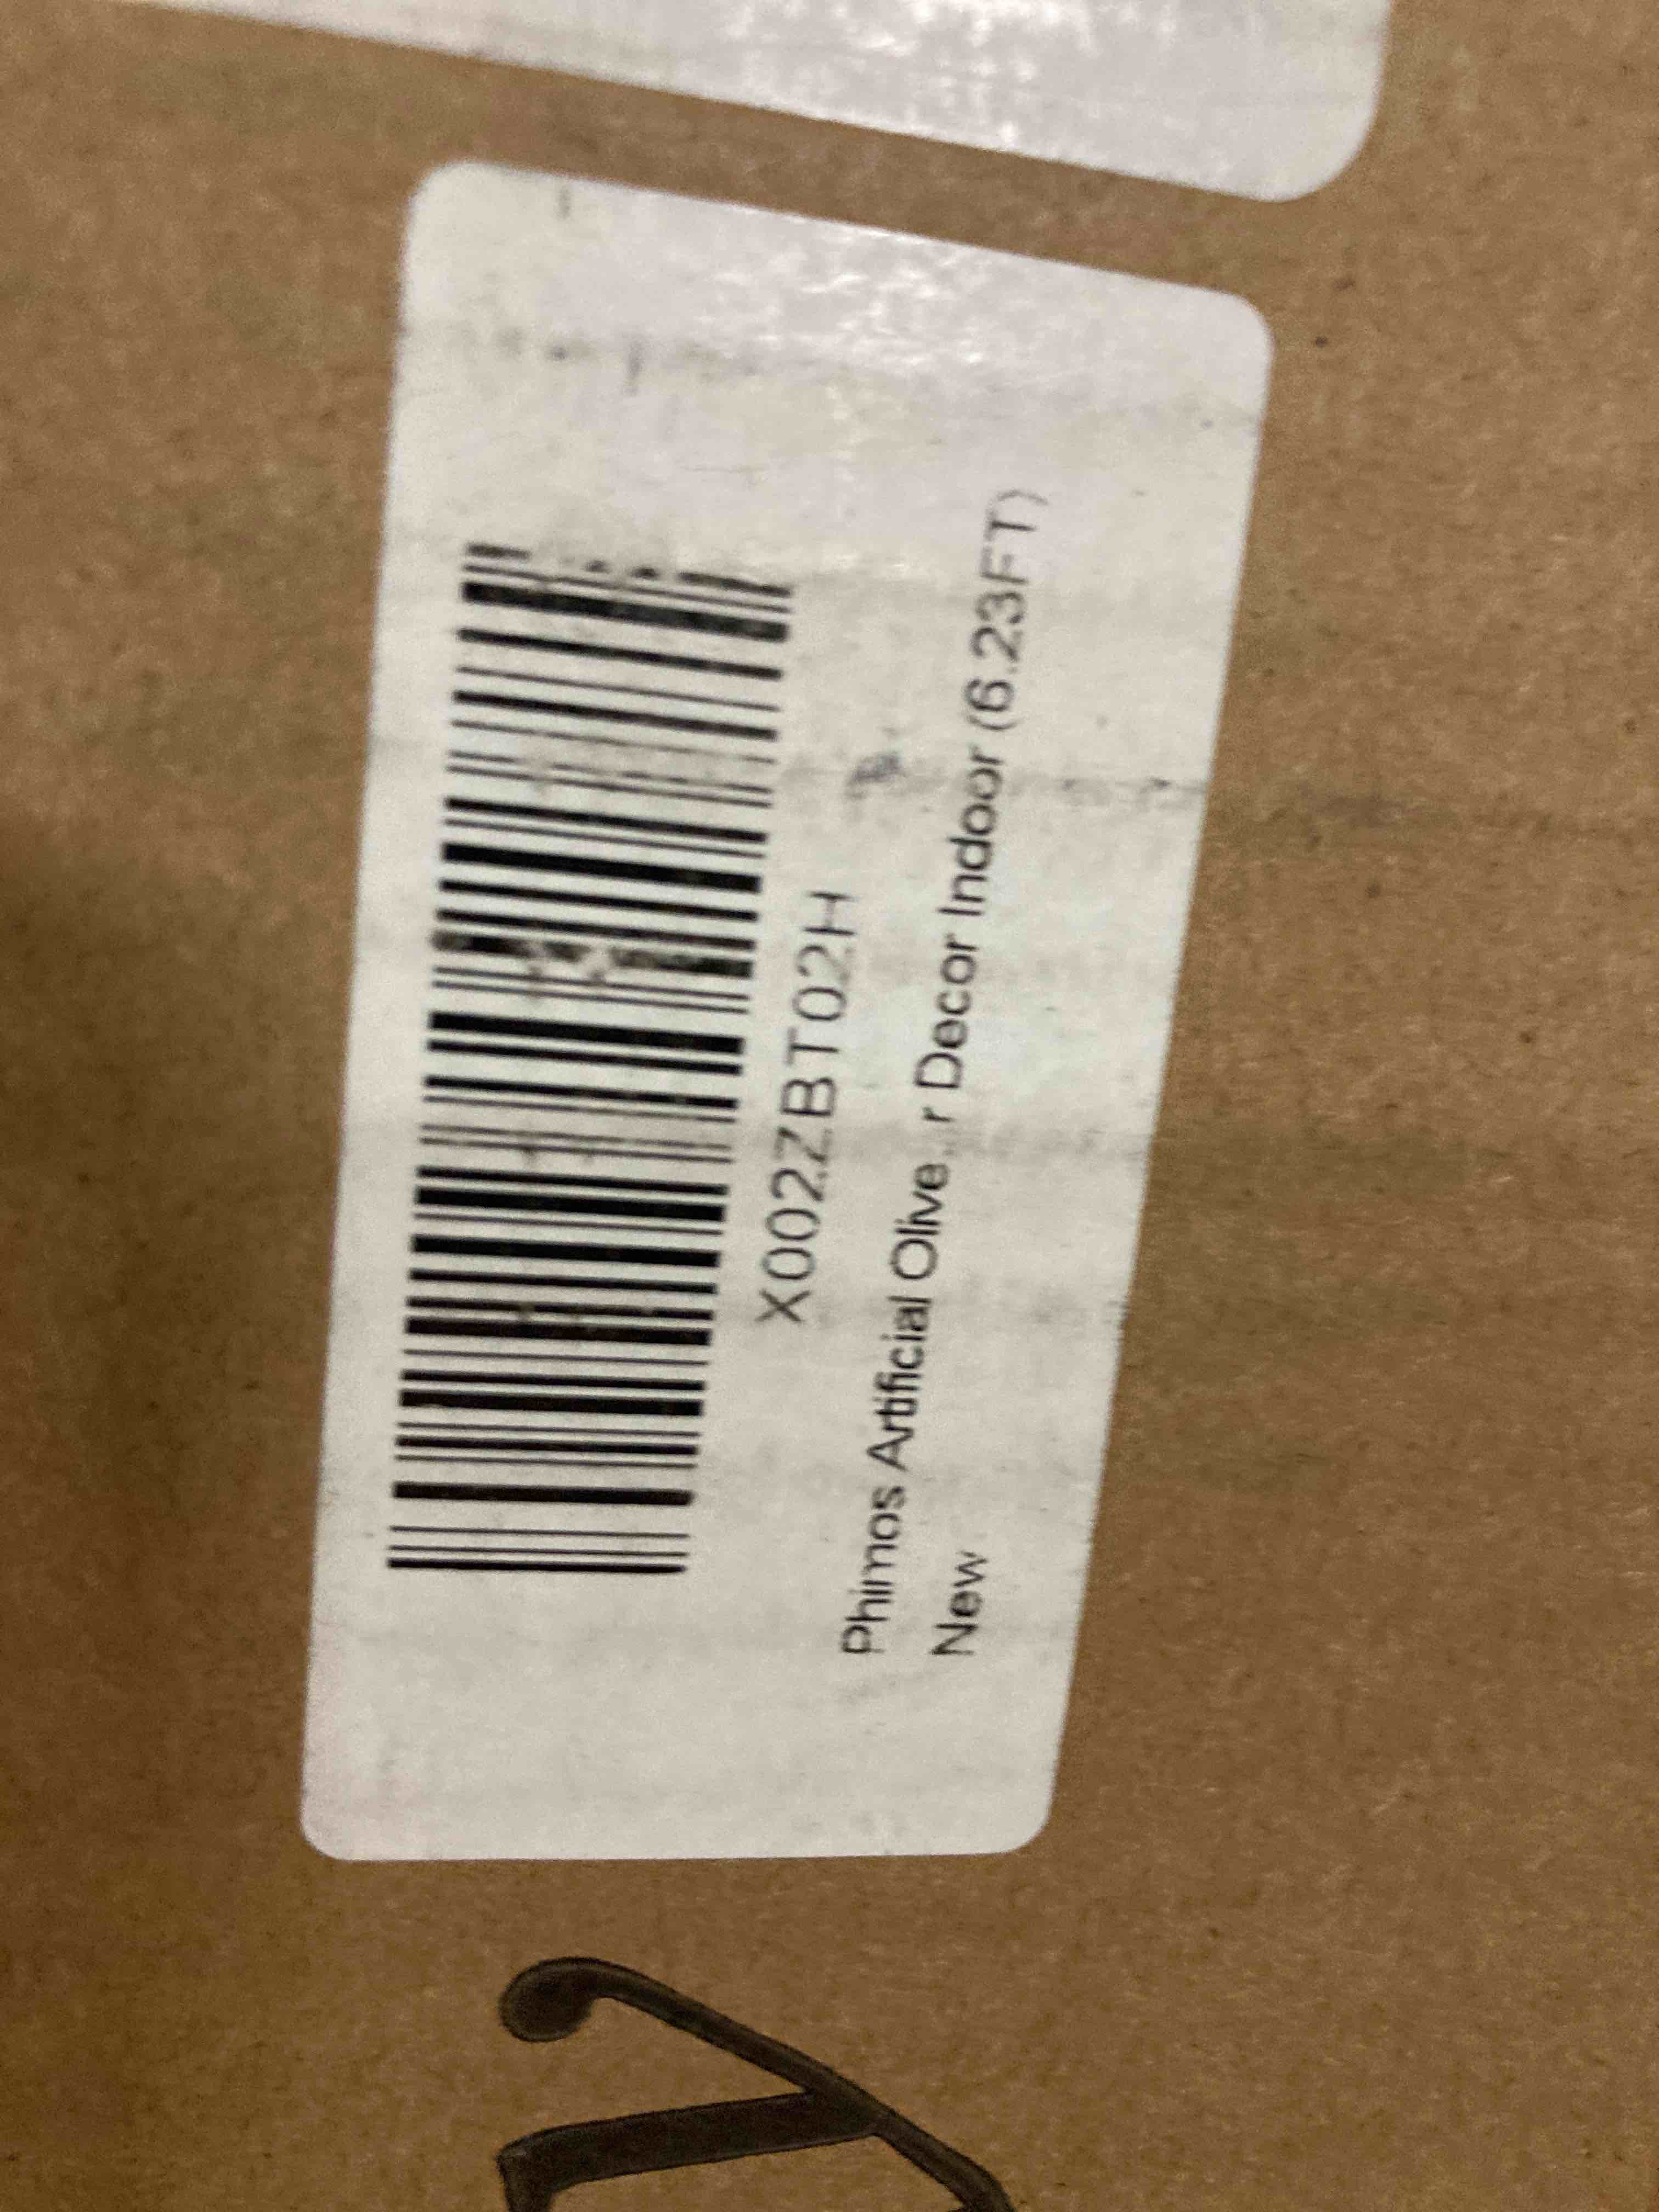 X002ZBT02H
Phimos Artificial Olive...r Decor Indoor (6.23FT)
New
y